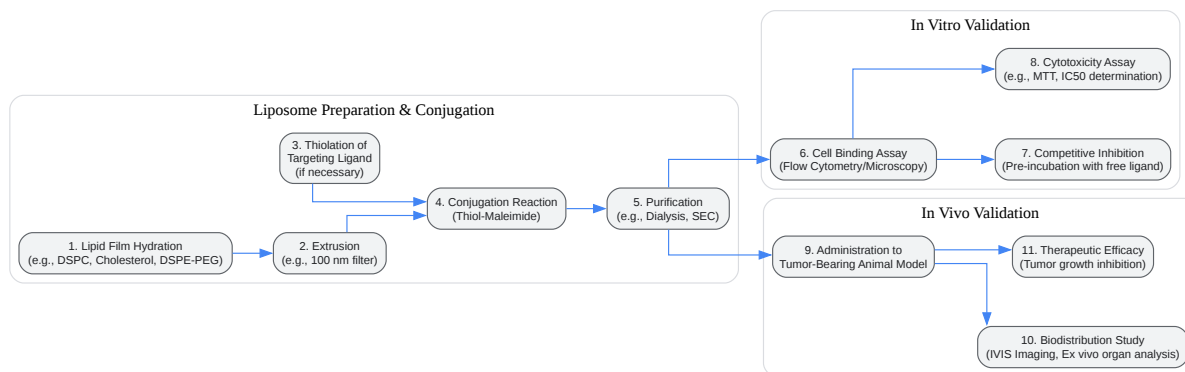 Liposome Preparation & Conjugation
1. Lipid Film Hydration
(e.g., DSPC, Cholesterol, DSPE-PEG)
2. Extrusion
(e.g., 100 nm filter)
3. Thiolation of
Targeting Ligand
(if necessary)
4. Conjugation Reaction
(Thiol-Maleimide)
5. Purification
(e.g., Dialysis, SEC)
In Vitro Validation
6. Cell Binding Assay
(Flow Cytometry/Microscopy)
7. Competitive Inhibition
(Pre-incubation with free ligand)
8. Cytotoxicity Assay
(e.g., MTT, IC50 determination)
In Vivo Validation
9. Administration to
Tumor-Bearing Animal Model
10. Biodistribution Study
(IVIS Imaging, Ex vivo organ analysis)
11. Therapeutic Efficacy
(Tumor growth inhibition)